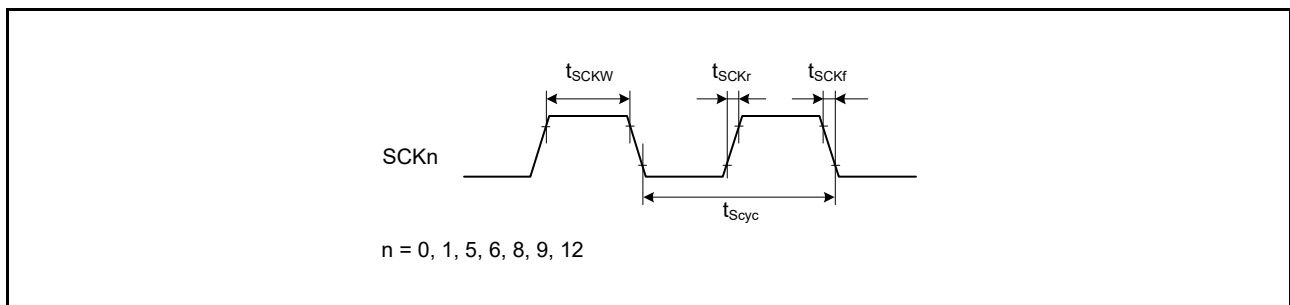 tSCKW tSCKr tSCKf
SCKn
tScyc
n = 0, 1, 5, 6, 8, 9, 12